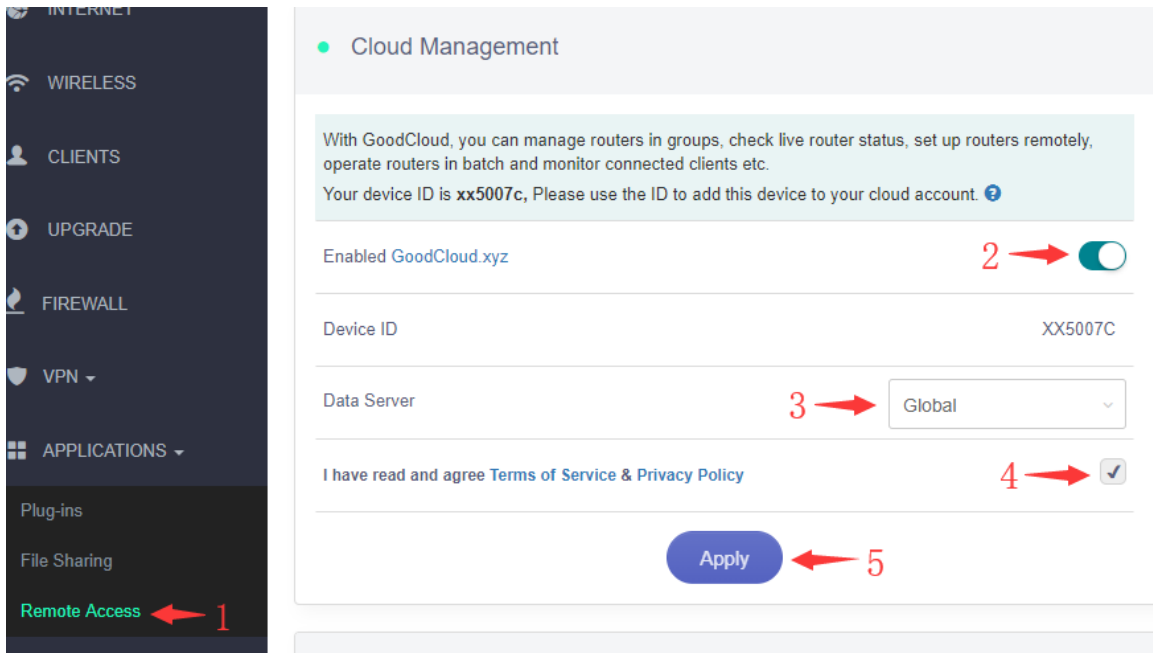 INTERNET
WIRELESS
CLIENTS
UPGRADE
FIREWALL
VPN
APPLICATIONS
Plug-ins
File Sharing
Remote Access 1
Cloud Management
With GoodCloud, you can manage routers in groups, check live router status, set up routers remotely,
operate routers in batch and monitor connected clients etc.
Your device ID is xx5007c, Please use the ID to add this device to your cloud account. ?
Enabled GoodCloud.xyz 2
Device ID XX5007C
Data Server 3 Global
I have read and agree Terms of Service & Privacy Policy 4
Apply 5